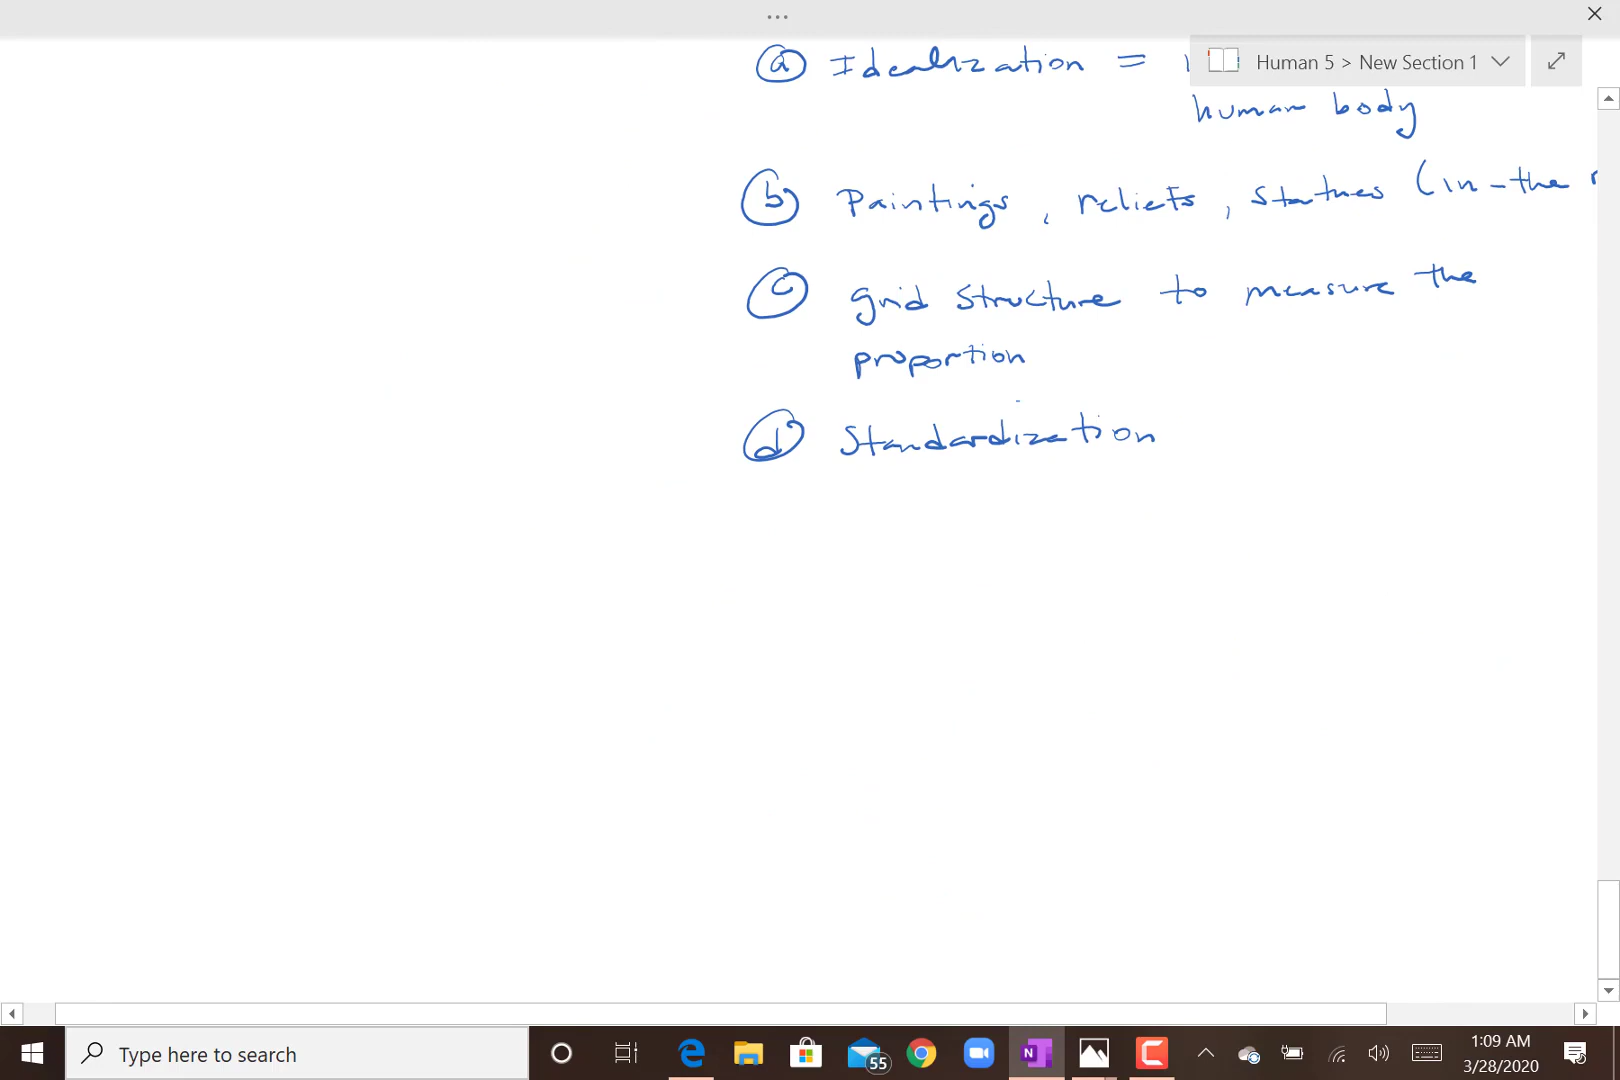 Human 5 > New Section 1
(a) Idealization =
human body
(b) Paintings, reliefs, statues (in-the
(c) grid structure to measure the
proportion
(d) Standardization
Type here to search
55
1:09 AM
3/28/2020